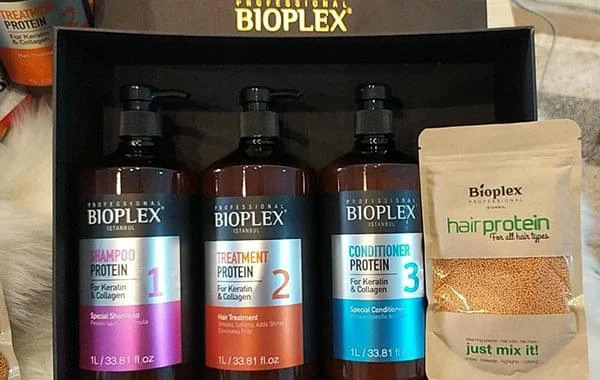 PROFESSIONAL
BIOPLEX
TREATMENT
PROTEIN
For Keratin
& Collagen
PROFESSIONAL
BIOPLEX
ISTANBUL
SHAMPOO
PROTEIN
For Keratin
& Collagen
1
Special Shampoo
1L / 33.81 fl.oz
PROFESSIONAL
BIOPLEX
ISTANBUL
TREATMENT
PROTEIN
For Keratin
& Collagen
2
Hair Treatment
Smooths, Softens, Adds Shine
Eliminates Frizz
1L / 33.81 fl.oz
PROFESSIONAL
BIOPLEX
ISTANBUL
CONDITIONER
PROTEIN
For Keratin
& Collagen
3
Special Conditioner
1L / 33.81 fl.oz
Bioplex
PROFESSIONAL
ISTANBUL
hairprotein
For all hair types
just mix it!